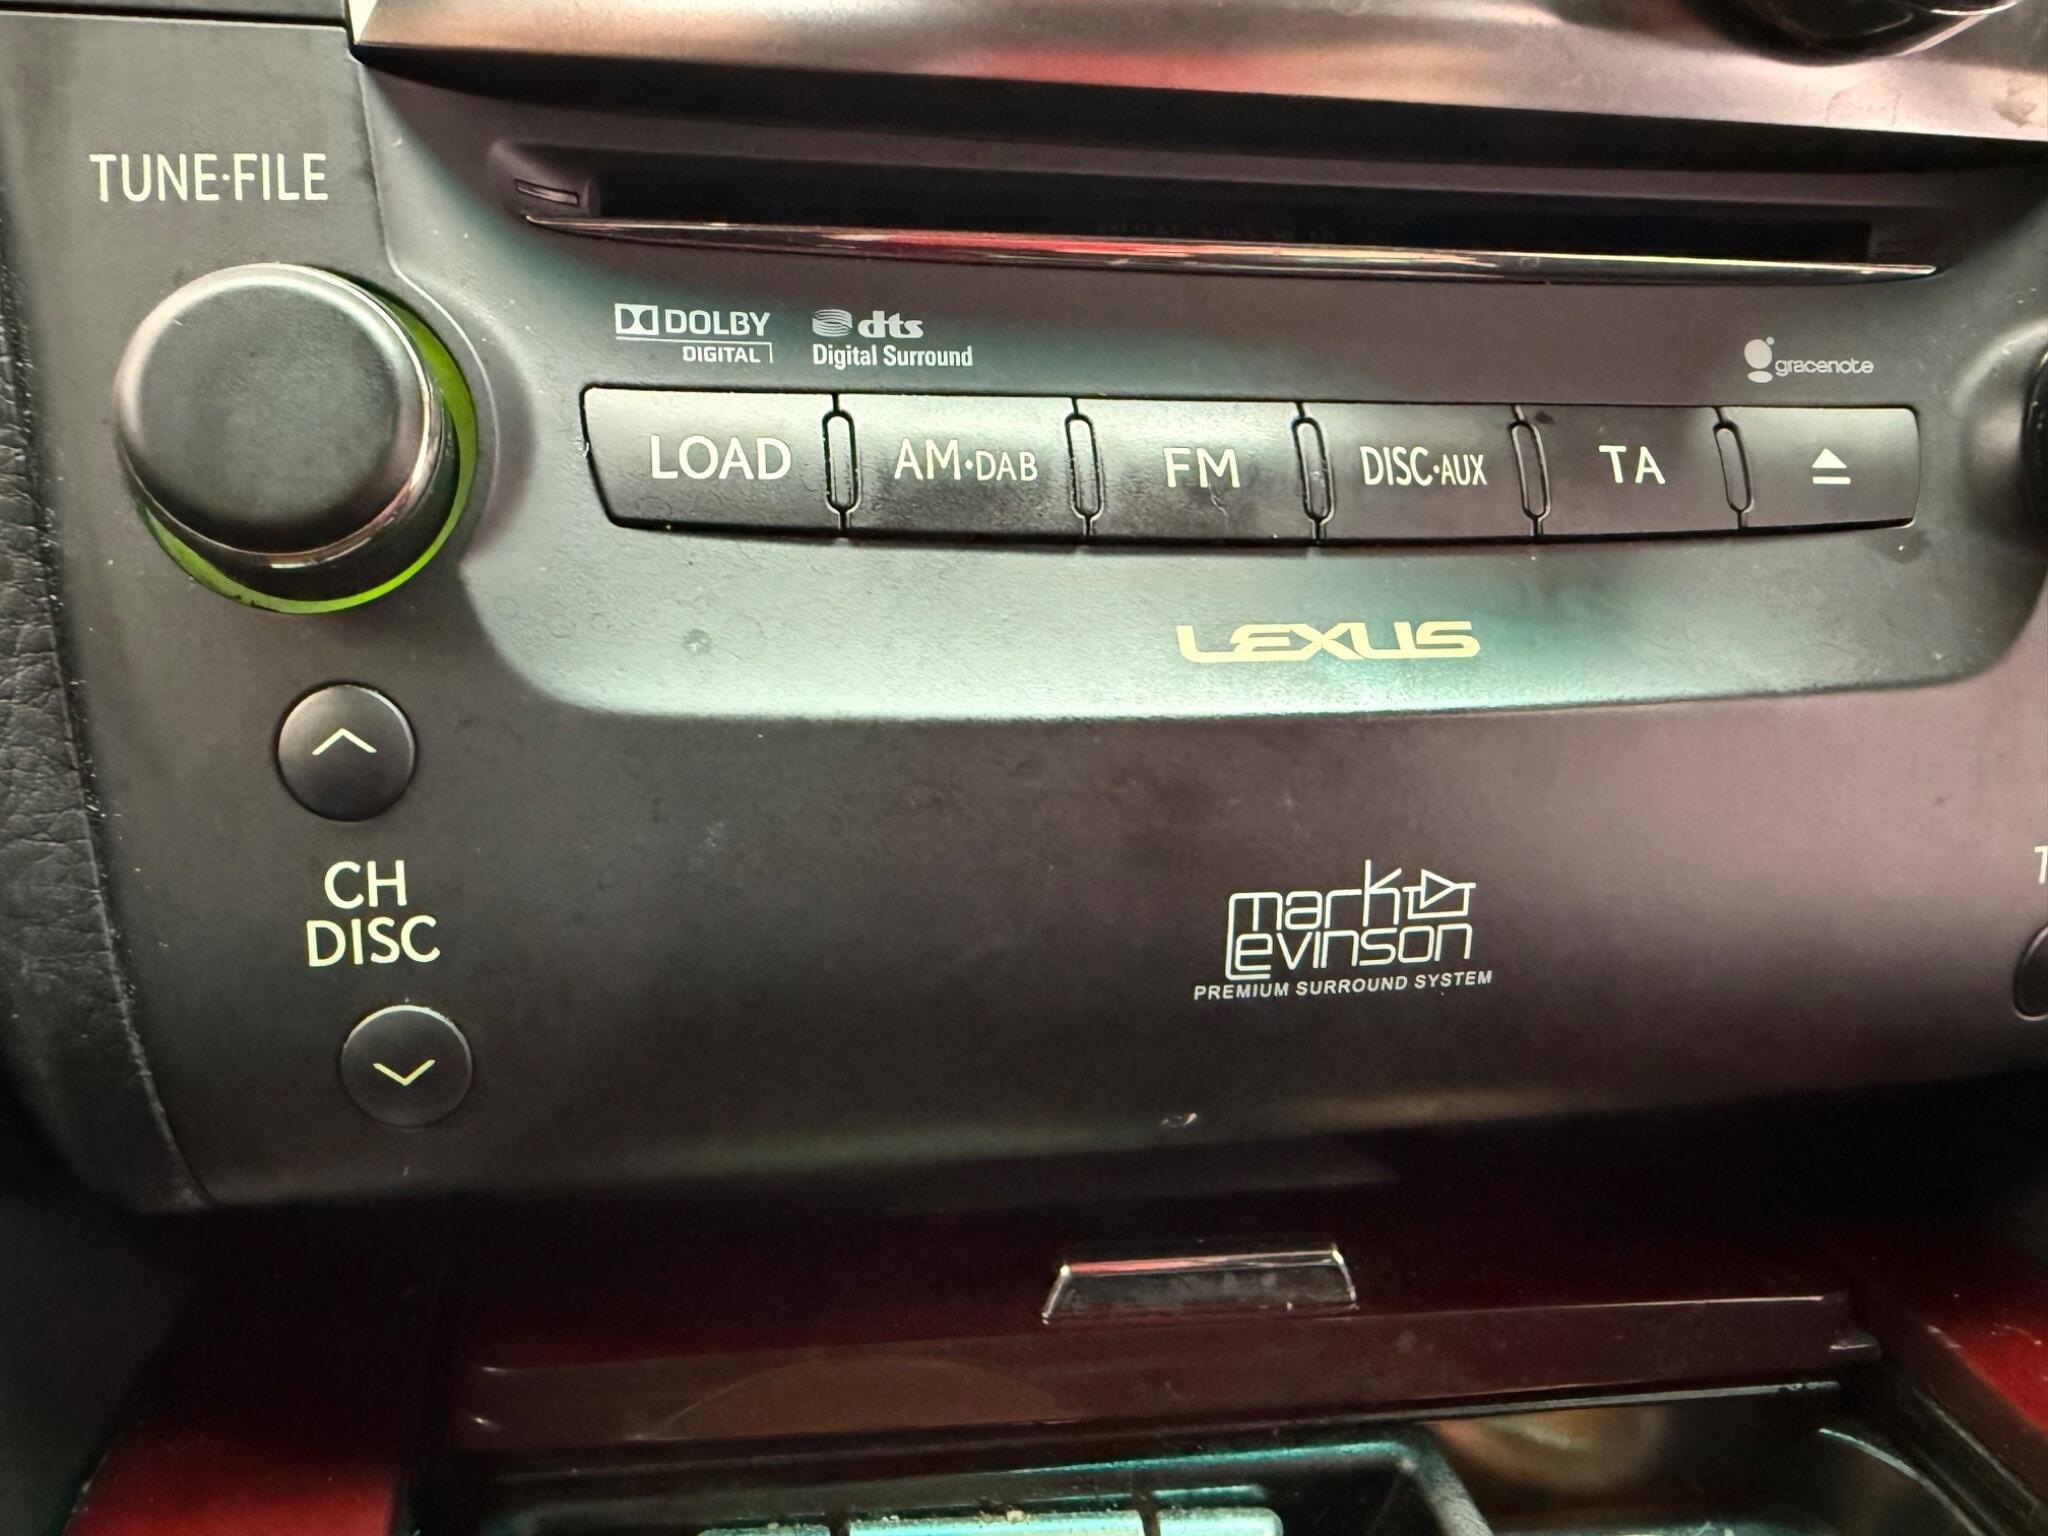 TUNE·FILE
DOLBY
DIGITAL
dts
Digital Surround
gracenote
LOAD
AM·DAB
FM
DISC·AUX
TA
LEXUS
CH
DISC
mark
levinson
PREMIUM SURROUND SYSTEM